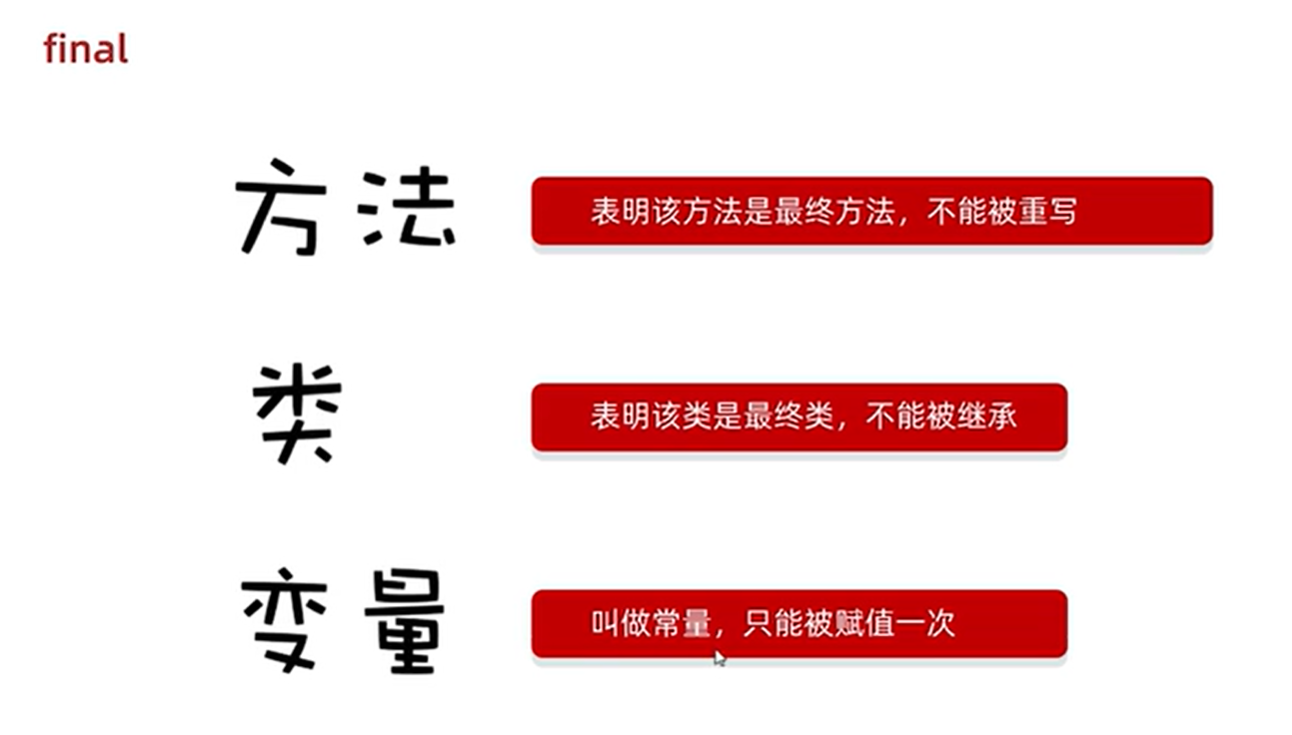 final
方法
表明该方法是最终方法，不能被重写
类
表明该类是最终类，不能被继承
变量
叫做常量，只能被赋值一次